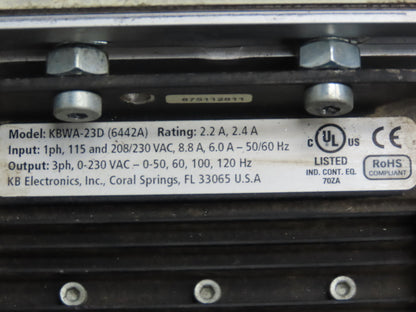 875112811
Model: KBWA-23D (6442A) Rating: 2.2 A, 2.4 A
Input: 1ph, 115 and 208/230 VAC, 8.8 A, 6.0 A – 50/60 Hz
Output: 3ph, 0-230 VAC – 0-50, 60, 100, 120 Hz
KB Electronics, Inc., Coral Springs, FL 33065 U.S.A
C UL US
LISTED
IND. CONT. EQ.
70ZA
CE
RoHS
COMPLIANT